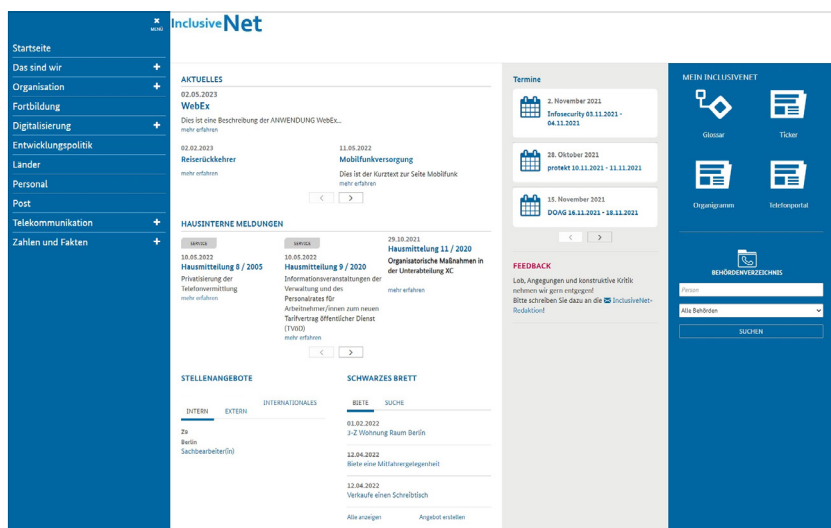 MENÜ
InclusiveNet
Startseite
Das sind wir
Organisation
Fortbildung
Digitalisierung
Entwicklungspolitik
Länder
Personal
Post
Telekommunikation
Zahlen und Fakten
AKTUELLES
02.05.2023
WebEx
Dies ist eine Beschreibung der ANWENDUNG WebEx...
mehr erfahren
02.02.2023
Reiserückkehrer
mehr erfahren
11.05.2022
Mobilfunkversorgung
Dies ist der Kurztext zur Seite Mobilfunk
mehr erfahren
HAUSINTERNE MELDUNGEN
SERVICE
10.05.2022
Hausmitteilung 8 / 2005
Privatisierung der
Telefonvermittlung
mehr erfahren
SERVICE
10.05.2022
Hausmitteilung 9 / 2020
Informationsveranstaltungen der
Verwaltung und des
Personalrates für
Arbeitnehmer/innen zum neuen
Tarifvertrag öffentlicher Dienst
(TVöD)
mehr erfahren
29.10.2021
Hausmitteilung 11 / 2020
Organisatorische Maßnahmen in
der Unterabteilung XC
mehr erfahren
STELLENANGEBOTE
INTERN
EXTERN
INTERNATIONALES
Za
Berlin
Sachbearbeiter(in)
SCHWARZES BRETT
BIETE
SUCHE
01.02.2022
3-Z Wohnung Raum Berlin
12.04.2022
Biete eine Mitfahrergelegenheit
12.04.2022
Verkaufe einen Schreibtisch
Alle anzeigen
Angebot erstellen
Termine
2. November 2021
Infosecurity 03.11.2021 -
04.11.2021
28. Oktober 2021
protekt 10.11.2021 - 11.11.2021
15. November 2021
DOAG 16.11.2021 - 18.11.2021
FEEDBACK
Lob, Angegungen und konstruktive Kritik
nehmen wir gern entgegen!
Bitte schreiben Sie dazu an die InclusiveNet-
Redaktion!
MEIN INCLUSIVENET
Glossar
Ticker
Organigramm
Telefonportal
BEHÖRDENVERZEICHNIS
Person
Alle Behörden
SUCHEN